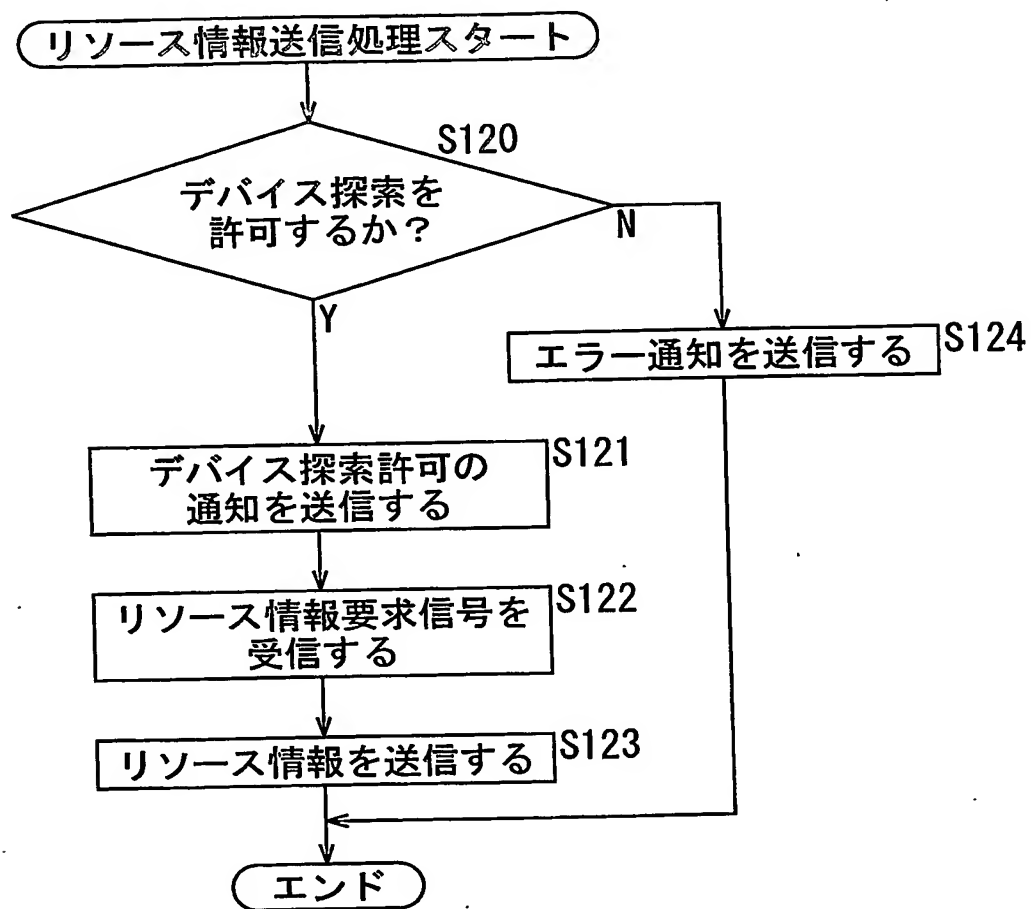 リソース情報送信処理スタート
S120
デバイス探索を
許可するか？
N
Y
エラー通知を送信する
S124
デバイス探索許可の
通知を送信する
S121
リソース情報要求信号を
受信する
S122
リソース情報を送信する
S123
エンド